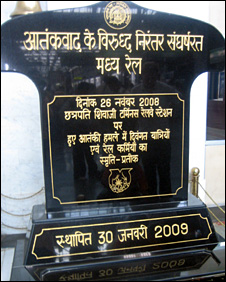 आतंकवाद के विरुध्द निरंतर संघर्षरत
मध्य रेल
दिनांक 26 नवंबर 2008
छत्रपति शिवाजी टर्मिनस रेलवे स्टेशन
पर
हुए आतंकी हमले में दिवंगत यात्रियों
एवं रेल कर्मियों का
स्मृति-प्रतीक
स्थापित 30 जनवरी 2009